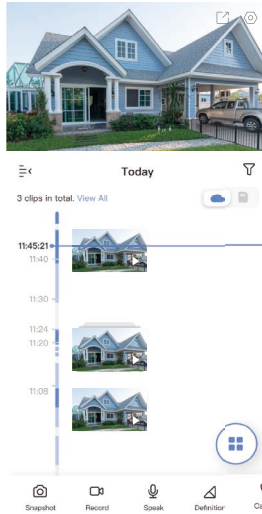 Today
3 clips in total. View All
11:45:21
11:40
11:30
11:24
11:20
11:08
Snapshot
Record
Speak
Definition